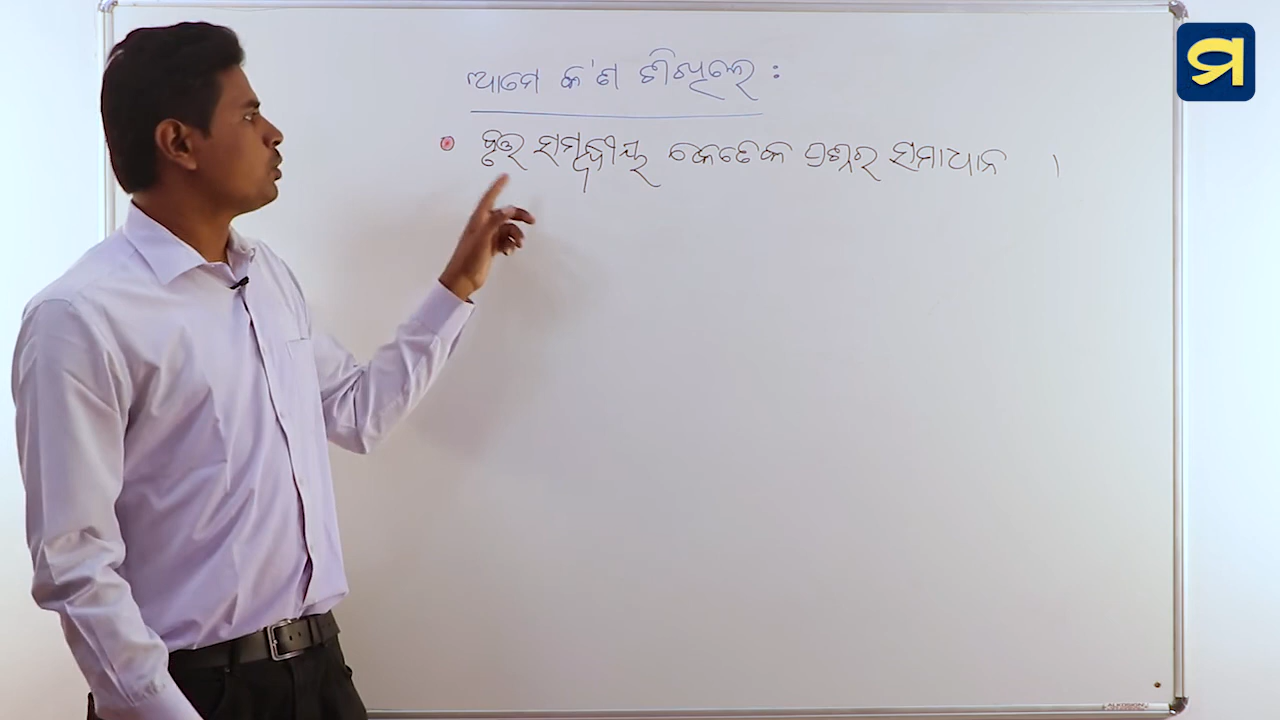 ମ
ଆମେ କ'ଣ ଶିଖିଲେ :
ବୃତ୍ତ ସମ୍ବନ୍ଧୀୟ କେତେକ ପ୍ରଶ୍ନର ସମାଧାନ ।